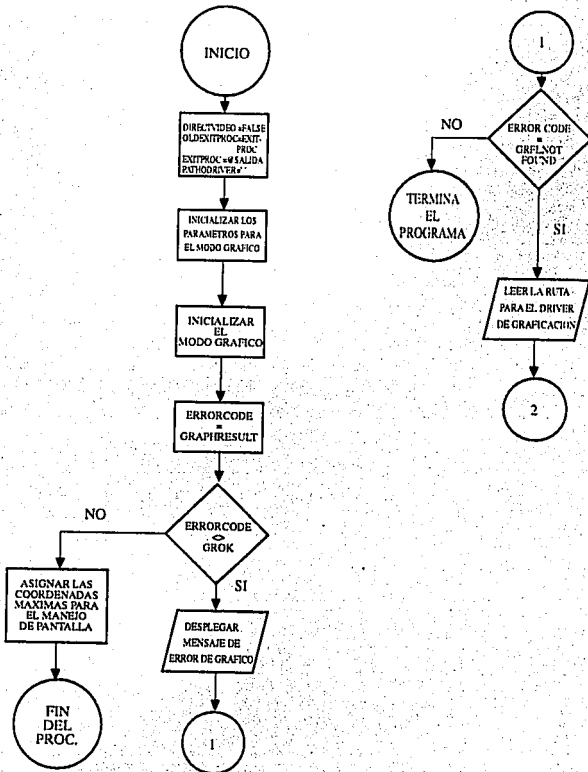 INICIO
DIRECTVIDEO =FALSE
OLDEXITPROC=EXIT-
PROC
EXITPROC =@SALIDA
PATHODRIVER=' '
INICIALIZAR LOS
PARAMETROS PARA
EL MODO GRAFICO
INICIALIZAR
EL
MODO GRAFICO
ERRORCODE
=
GRAPHRESULT
ERRORCODE
<>
GROK
NO
SI
ASIGNAR LAS
COORDENADAS
MAXIMAS PARA
EL MANEJO
DE PANTALLA
FIN
DEL
PROC.
DESPLEGAR
MENSAJE DE
ERROR DE GRAFICO
1
1
ERROR CODE
=
GRFLNOT
FOUND
NO
SI
TERMINA
EL
PROGRAMA
LEER LA RUTA
PARA EL DRIVER
DE GRAFICACION
2